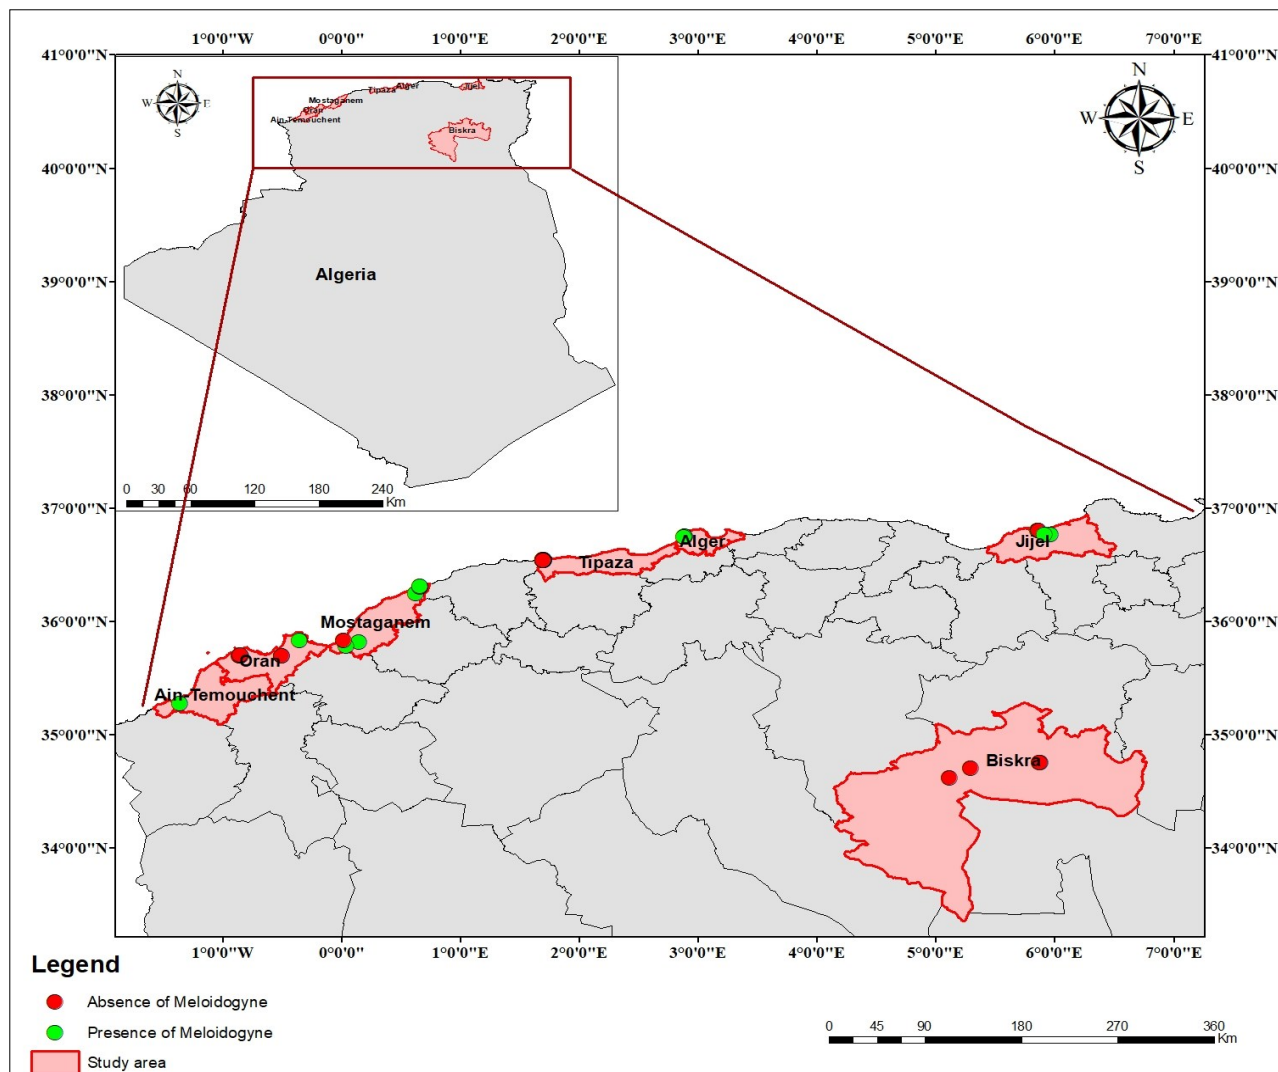 1°0'0"W 0°0'0" 1°0'0"E 2°0'0"E 3°0'0"E 4°0'0"E 5°0'0"E 6°0'0"E 7°0'0"E
41°0'0"N 41°0'0"N
N
W E
S
N
W E
S
Tipaza Alger Jijel
Mostaganem
Oran
Ain-Temouchent
Biskra
40°0'0"N 40°0'0"N
39°0'0"N 39°0'0"N
Algeria
38°0'0"N 38°0'0"N
0 30 60 120 180 240
Km
37°0'0"N 37°0'0"N
Alger
Jijel
Tipaza
36°0'0"N 36°0'0"N
Mostaganem
Oran
Ain-Temouchent
35°0'0"N 35°0'0"N
Biskra
34°0'0"N 34°0'0"N
1°0'0"W 0°0'0" 1°0'0"E 2°0'0"E 3°0'0"E 4°0'0"E 5°0'0"E 6°0'0"E 7°0'0"E
Legend
Absence of Meloidogyne
Presence of Meloidogyne
Study area
0 45 90 180 270 360
Km